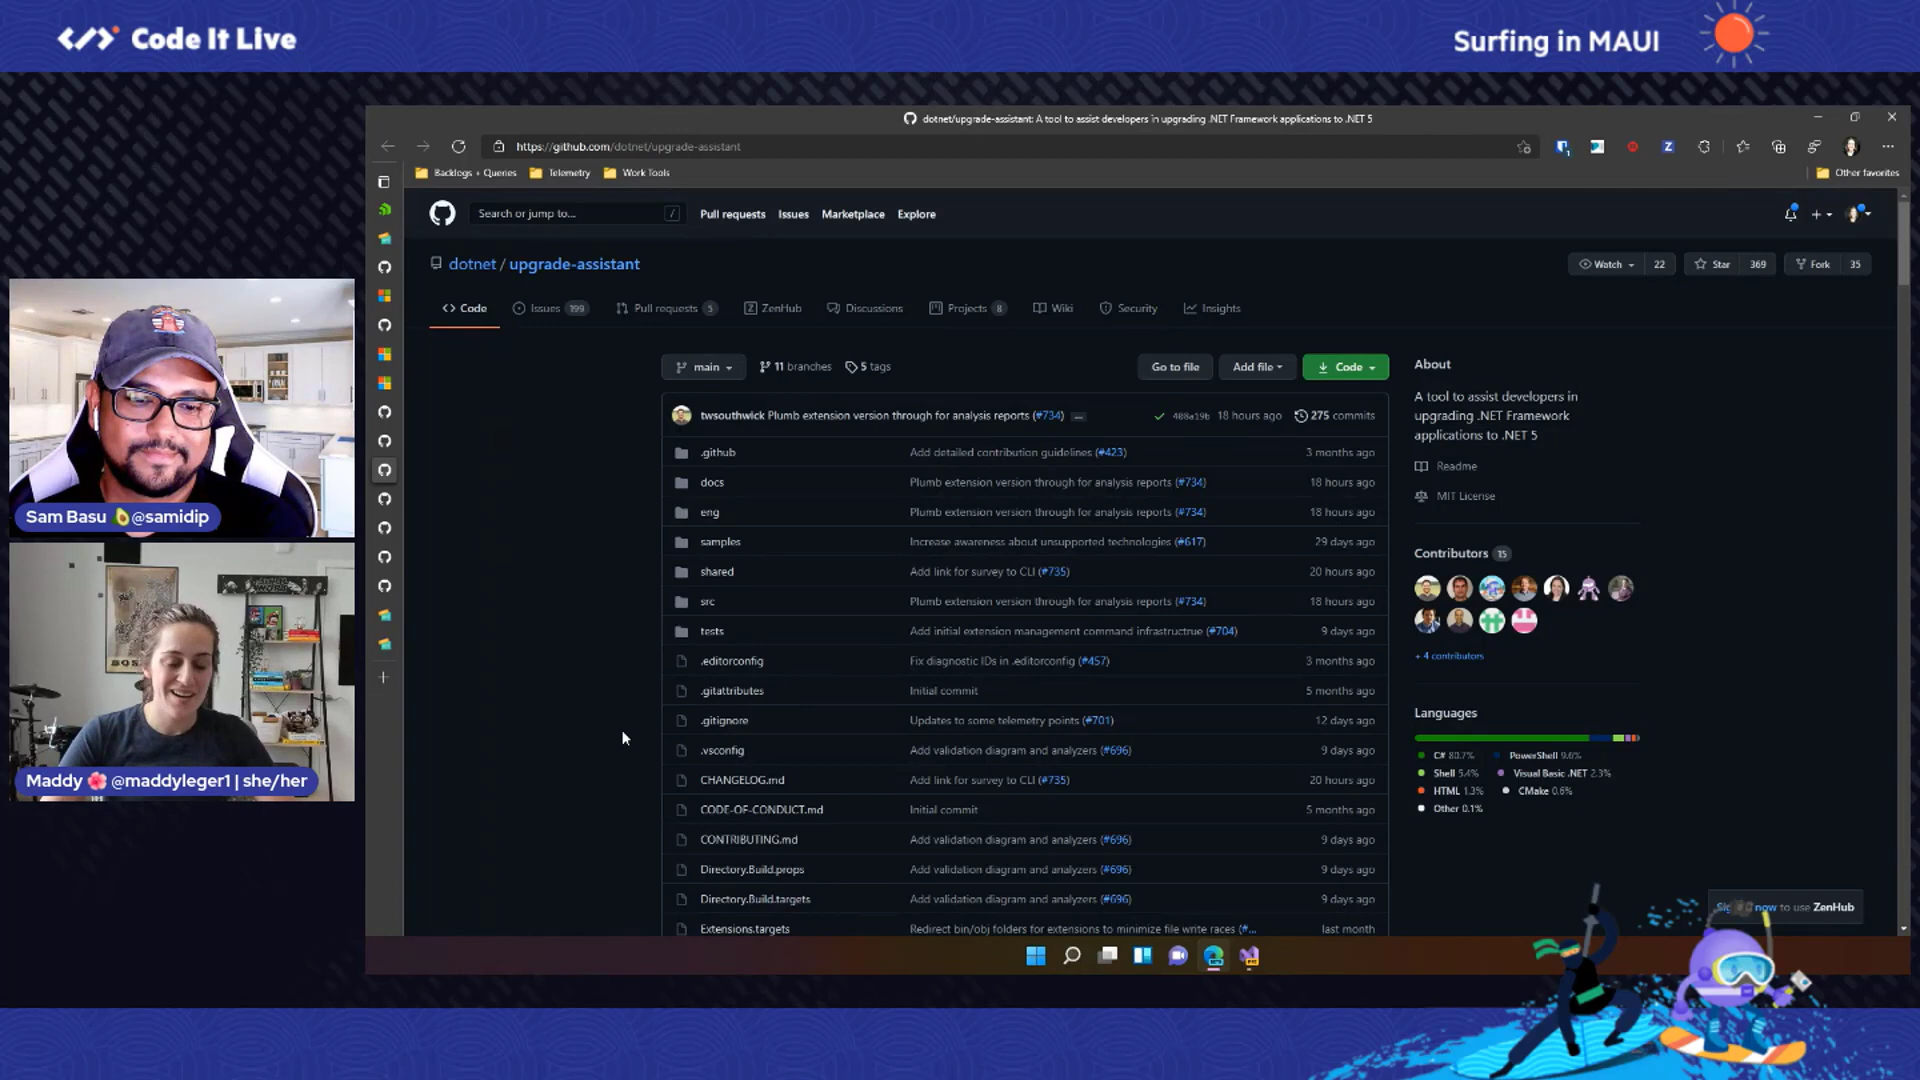 Code It Live
Surfing in MAUI
dotnet/upgrade-assistant: A tool to assist developers in upgrading .NET Framework applications to .NET 5
https://github.com/dotnet/upgrade-assistant
Backlogs + Queries Telemetry Work Tools Other favorites
Search or jump to... / Pull requests Issues Marketplace Explore
dotnet / upgrade-assistant
Watch 22 Star 369 Fork 35
Code Issues 199 Pull requests 5 ZenHub Discussions Projects 8 Wiki Security Insights
main 11 branches 5 tags Go to file Add file Code
twsouthwick Plumb extension version through for analysis reports (#734) ... 408a19b 18 hours ago 275 commits
.github Add detailed contribution guidelines (#423) 3 months ago
docs Plumb extension version through for analysis reports (#734) 18 hours ago
eng Plumb extension version through for analysis reports (#734) 18 hours ago
samples Increase awareness about unsupported technologies (#617) 29 days ago
shared Add link for survey to CLI (#735) 20 hours ago
src Plumb extension version through for analysis reports (#734) 18 hours ago
tests Add initial extension management command infrastructrue (#704) 9 days ago
.editorconfig Fix diagnostic IDs in .editorconfig (#457) 3 months ago
.gitattributes Initial commit 5 months ago
.gitignore Updates to some telemetry points (#701) 12 days ago
.vsconfig Add validation diagram and analyzers (#696) 9 days ago
CHANGELOG.md Add link for survey to CLI (#735) 20 hours ago
CODE-OF-CONDUCT.md Initial commit 5 months ago
CONTRIBUTING.md Add validation diagram and analyzers (#696) 9 days ago
Directory.Build.props Add validation diagram and analyzers (#696) 9 days ago
Directory.Build.targets Add validation diagram and analyzers (#696) 9 days ago
Extensions.targets Redirect bin/obj folders for extensions to minimize file write races (#... last month
About
A tool to assist developers in
upgrading .NET Framework
applications to .NET 5
Readme
MIT License
Contributors 15
+ 4 contributors
Languages
C# 80.7% PowerShell 9.6%
Shell 5.4% Visual Basic .NET 2.3%
HTML 1.3% CMake 0.6%
Other 0.1%
now to use ZenHub
Sam Basu 🥑@samidip
Maddy 🌺 @maddyleger1 | she/her